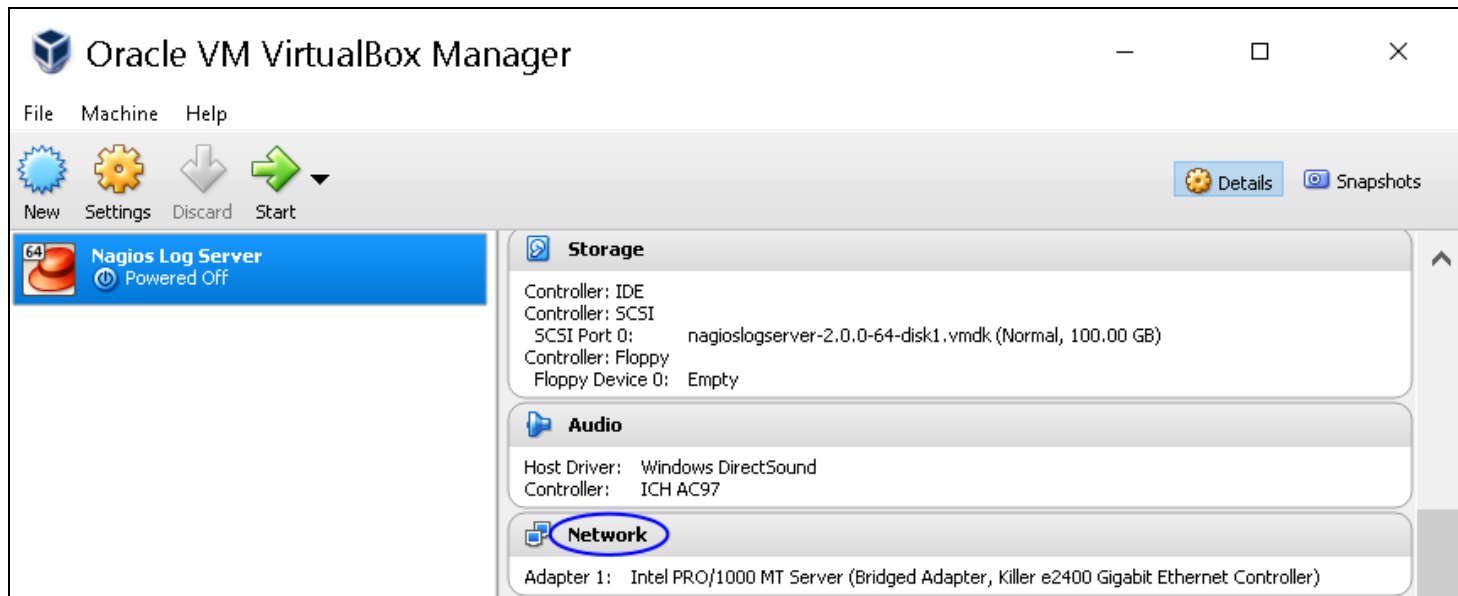 Oracle VM VirtualBox Manager
File Machine Help
New Settings Discard Start
Details Snapshots
64
Nagios Log Server
Powered Off
Storage
Controller: IDE
Controller: SCSI
SCSI Port 0: nagioslogserver-2.0.0-64-disk1.vmdk (Normal, 100.00 GB)
Controller: Floppy
Floppy Device 0: Empty
Audio
Host Driver: Windows DirectSound
Controller: ICH AC97
Network
Adapter 1: Intel PRO/1000 MT Server (Bridged Adapter, Killer e2400 Gigabit Ethernet Controller)